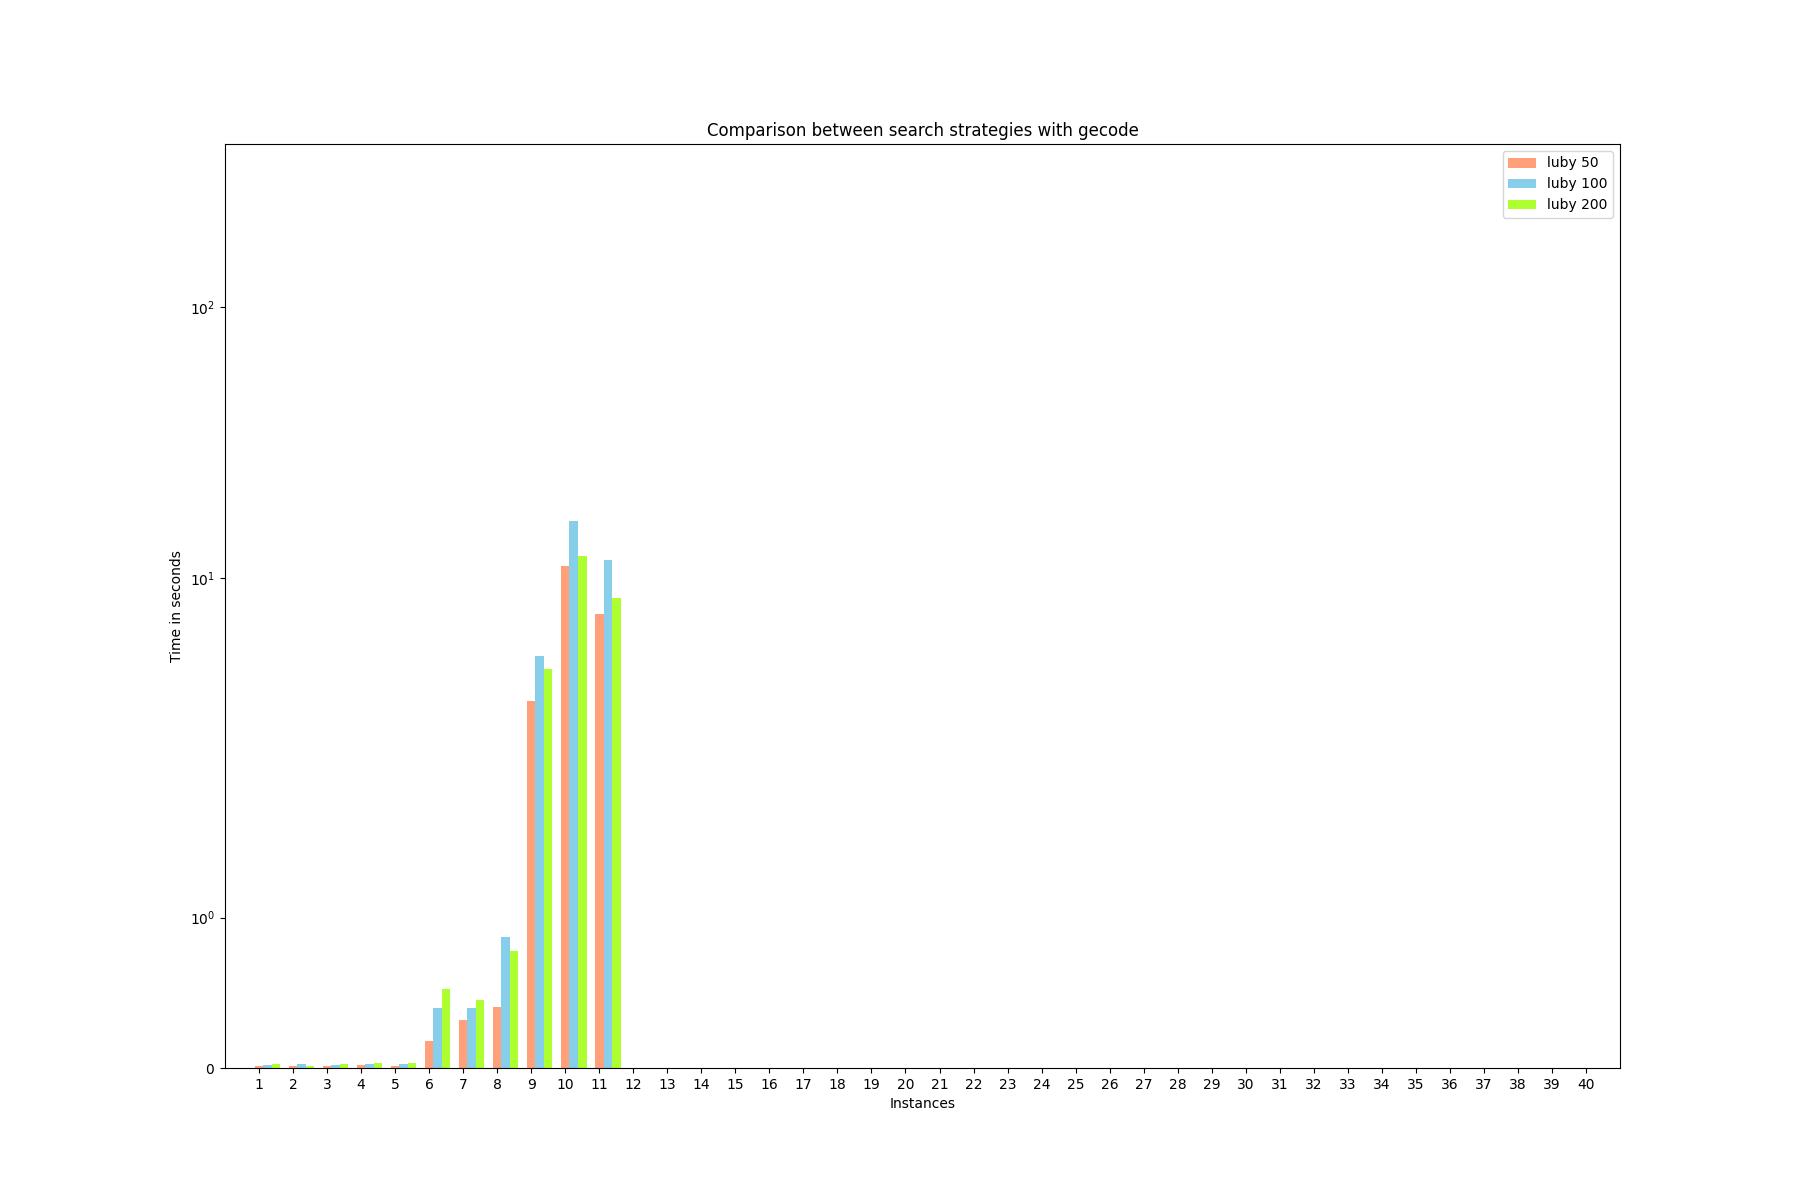 Comparison between search strategies with gecode
luby 50
luby 100
luby 200
10²
10¹
10⁰
0
Time in seconds
1 2 3 4 5 6 7 8 9 10 11 12 13 14 15 16 17 18 19 20 21 22 23 24 25 26 27 28 29 30 31 32 33 34 35 36 37 38 39 40
Instances